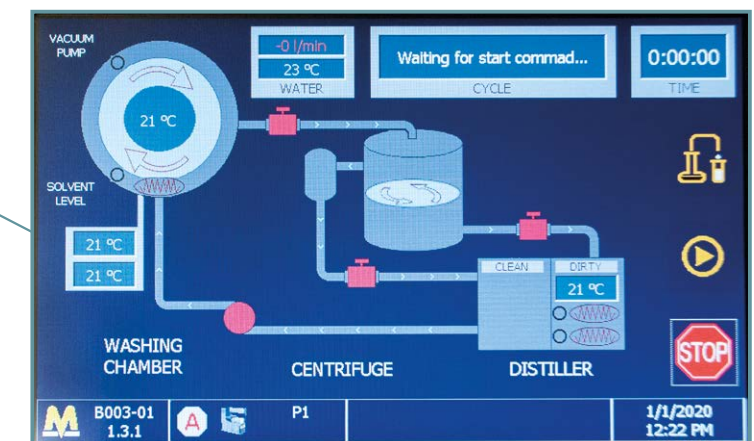 VACUUM
PUMP
-0 l/min
23 ºC
WATER
Waiting for start commad...
CYCLE
0:00:00
TIME
21 ºC
SOLVENT
LEVEL
21 ºC
21 ºC
CLEAN
DIRTY
21 ºC
WASHING
CHAMBER
CENTRIFUGE
DISTILLER
STOP
B003-01
1.3.1
A
P1
1/1/2020
12:22 PM